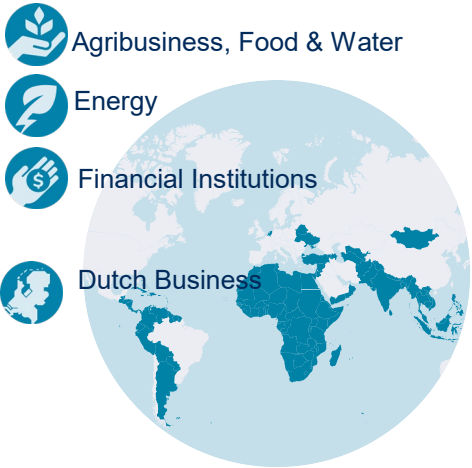 Agribusiness, Food & Water
Energy
$
Financial Institutions
Dutch Business